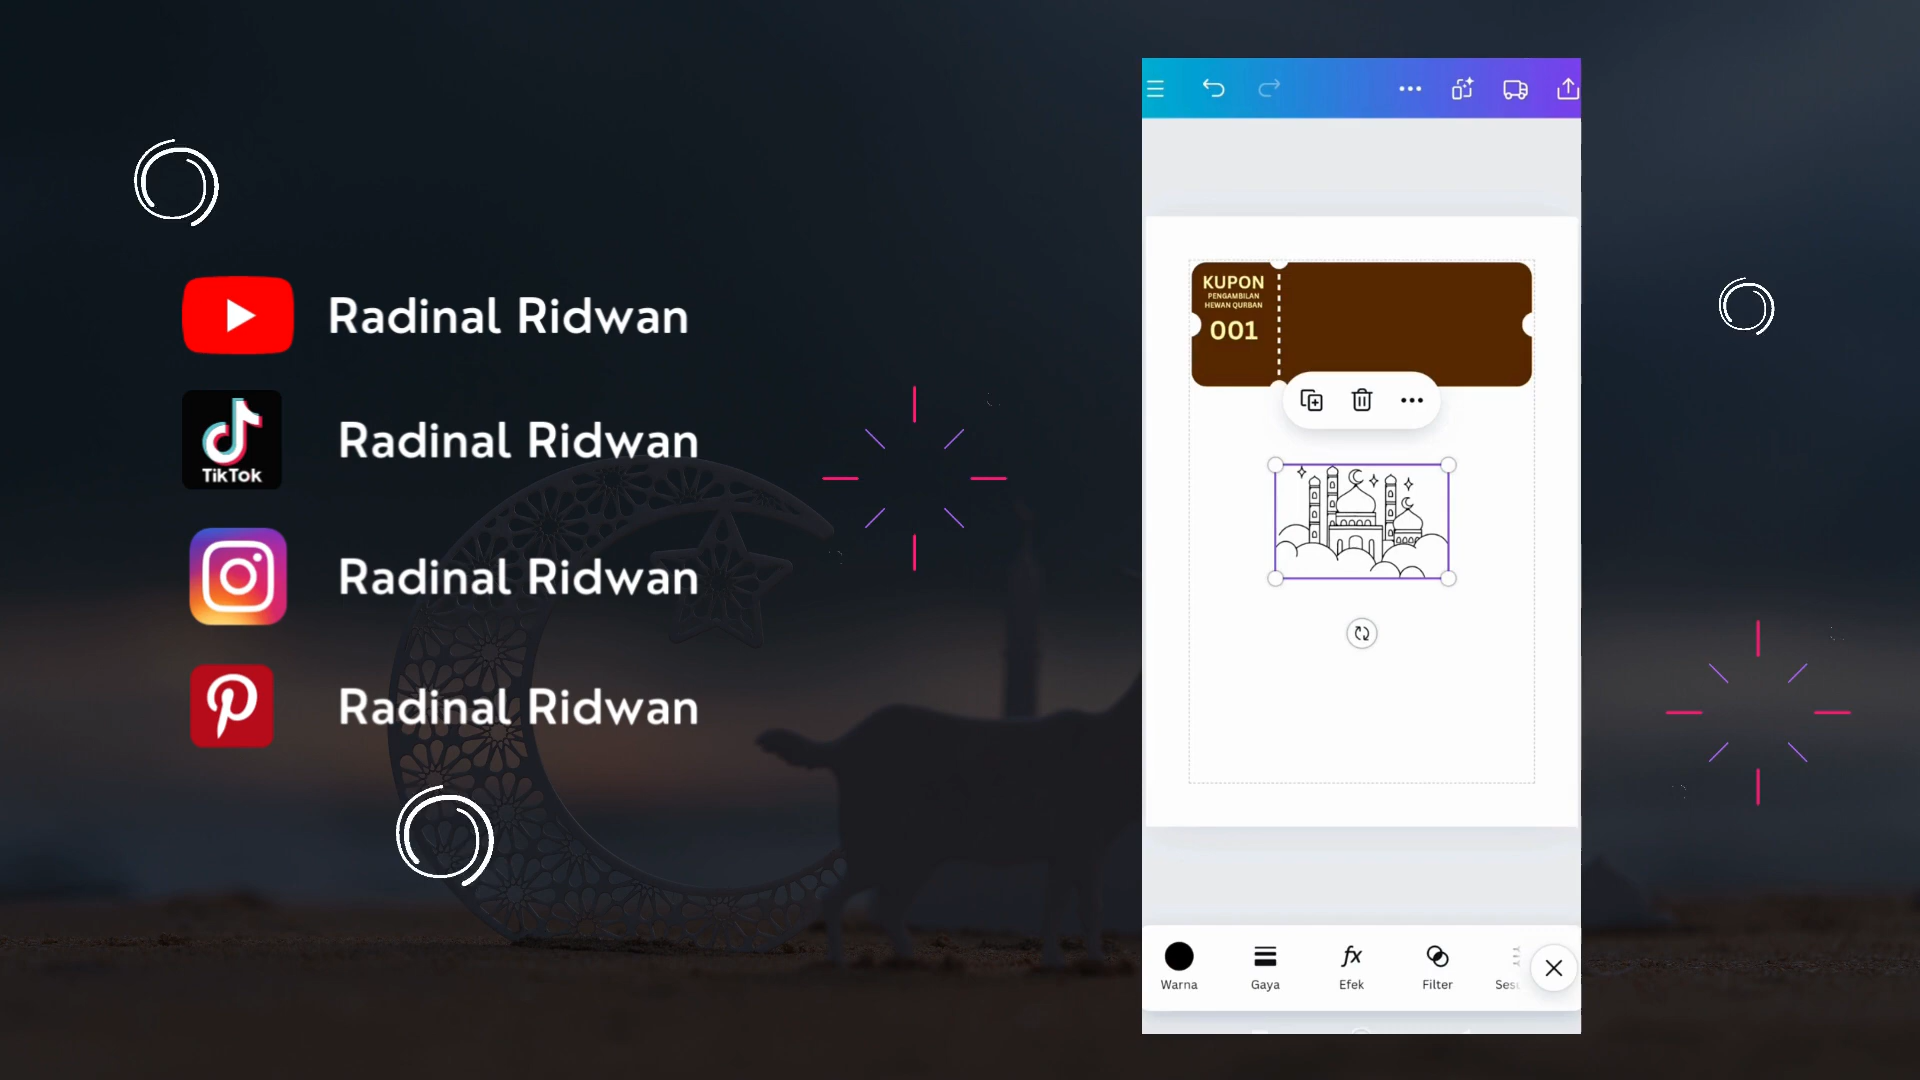 Radinal Ridwan
TikTok
Radinal Ridwan
Radinal Ridwan
Radinal Ridwan
KUPON
PENGAMBILAN
HEWAN QURBAN
001
Warna
Gaya
Efek
Filter